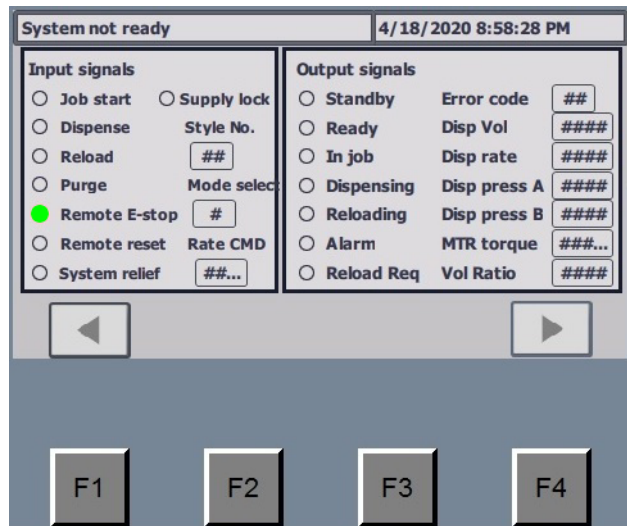 System not ready
4/18/2020 8:58:28 PM
Input signals
Job start
Supply lock
Dispense
Style No.
Reload
##
Purge
Mode select
Remote E-stop
#
Remote reset
Rate CMD
System relief
##...
Output signals
Standby
Error code
##
Ready
Disp Vol
####
In job
Disp rate
####
Dispensing
Disp press A
####
Reloading
Disp press B
####
Alarm
MTR torque
###...
Reload Req
Vol Ratio
####
F1
F2
F3
F4